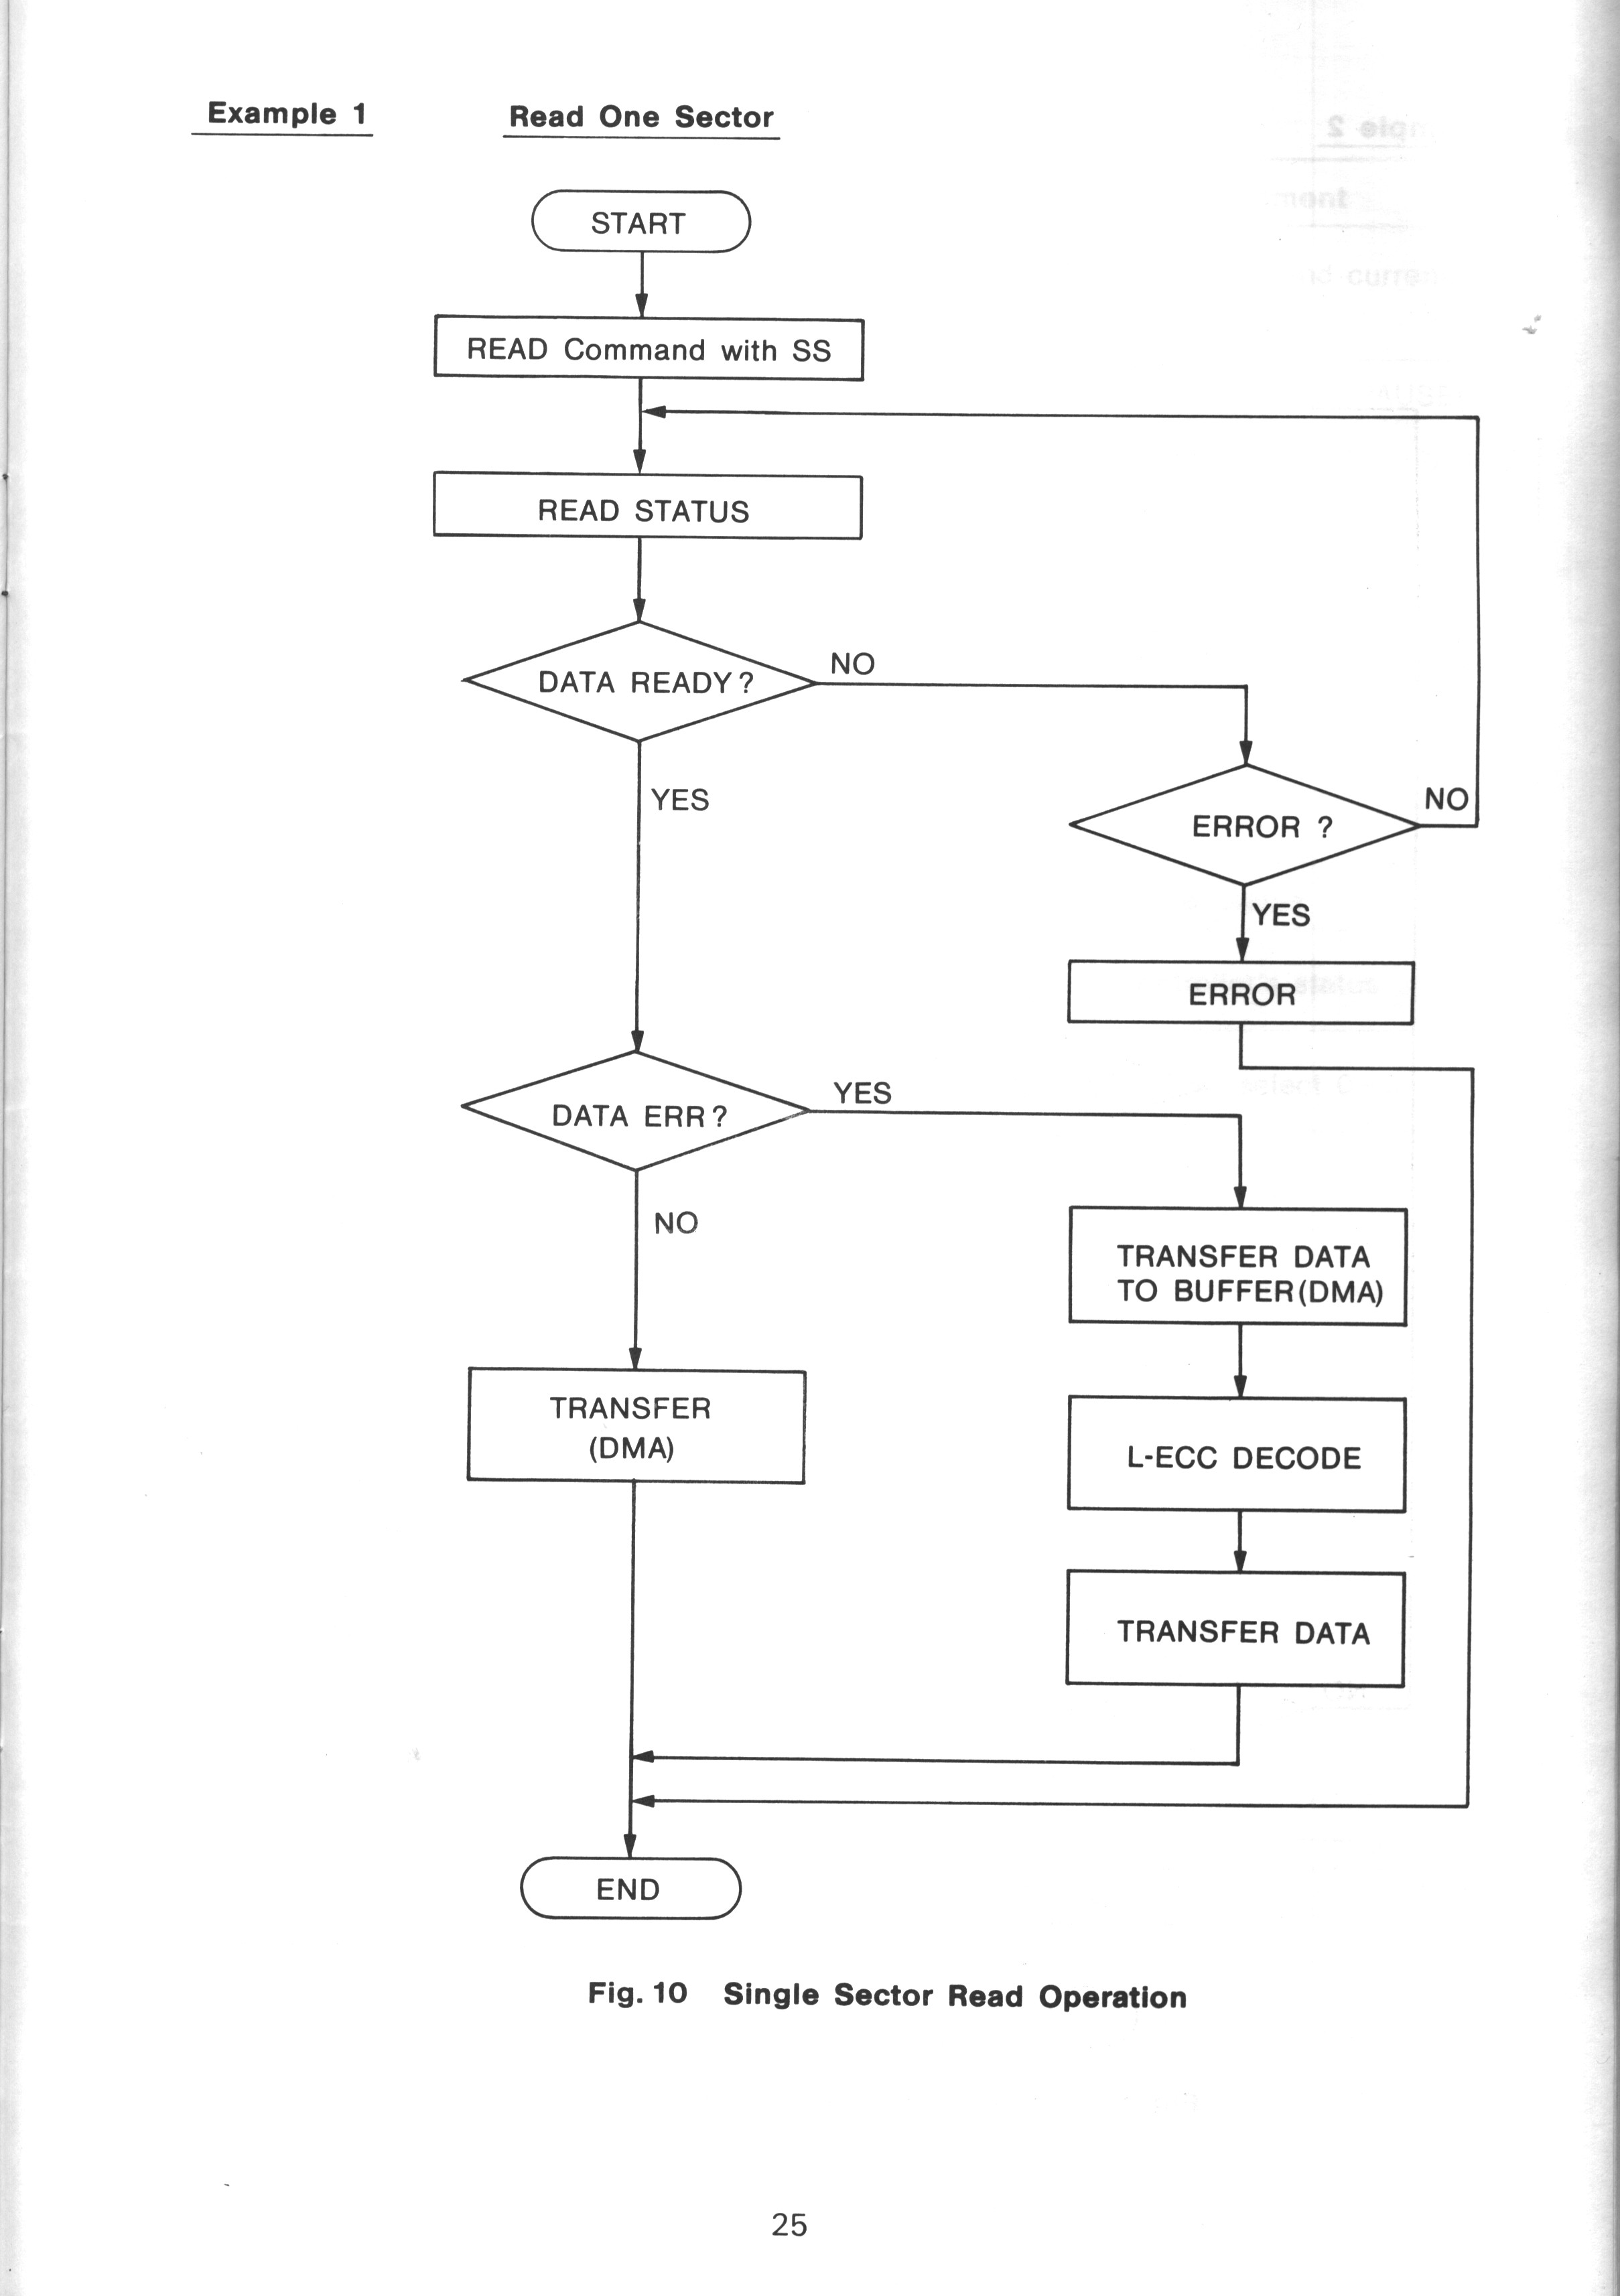 Example 1 Read One Sector
START
READ Command with SS
READ STATUS
DATA READY?
NO
YES
ERROR ?
NO
YES
ERROR
DATA ERR?
YES
NO
TRANSFER DATA
TO BUFFER(DMA)
TRANSFER
(DMA)
L-ECC DECODE
TRANSFER DATA
END
Fig. 10 Single Sector Read Operation
25